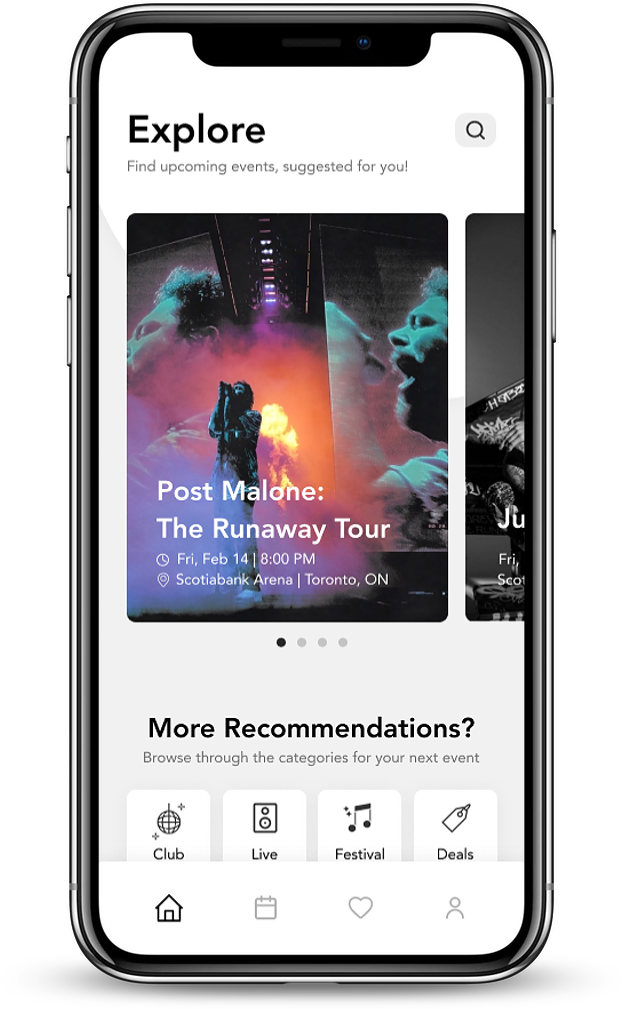 Explore
Find upcoming events, suggested for you!
Post Malone:
The Runaway Tour
Fri, Feb 14 | 8:00 PM
Scotiabank Arena | Toronto, ON
Ju
Fri,
Scot
More Recommendations?
Browse through the categories for your next event
Club
Live
Festival
Deals